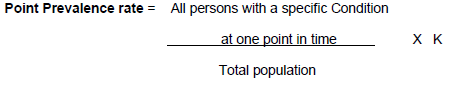 Point Prevalence rate = All persons with a specific Condition
at one point in time X K
Total population